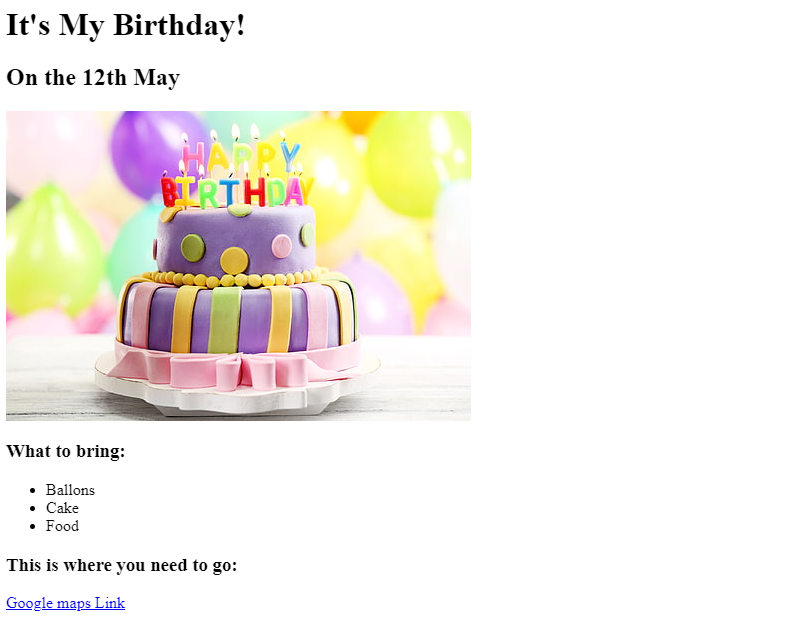 It's My Birthday!
On the 12th May
HAPPY
BIRTHDAY
What to bring:
Ballons
Cake
Food
This is where you need to go:
Google maps Link